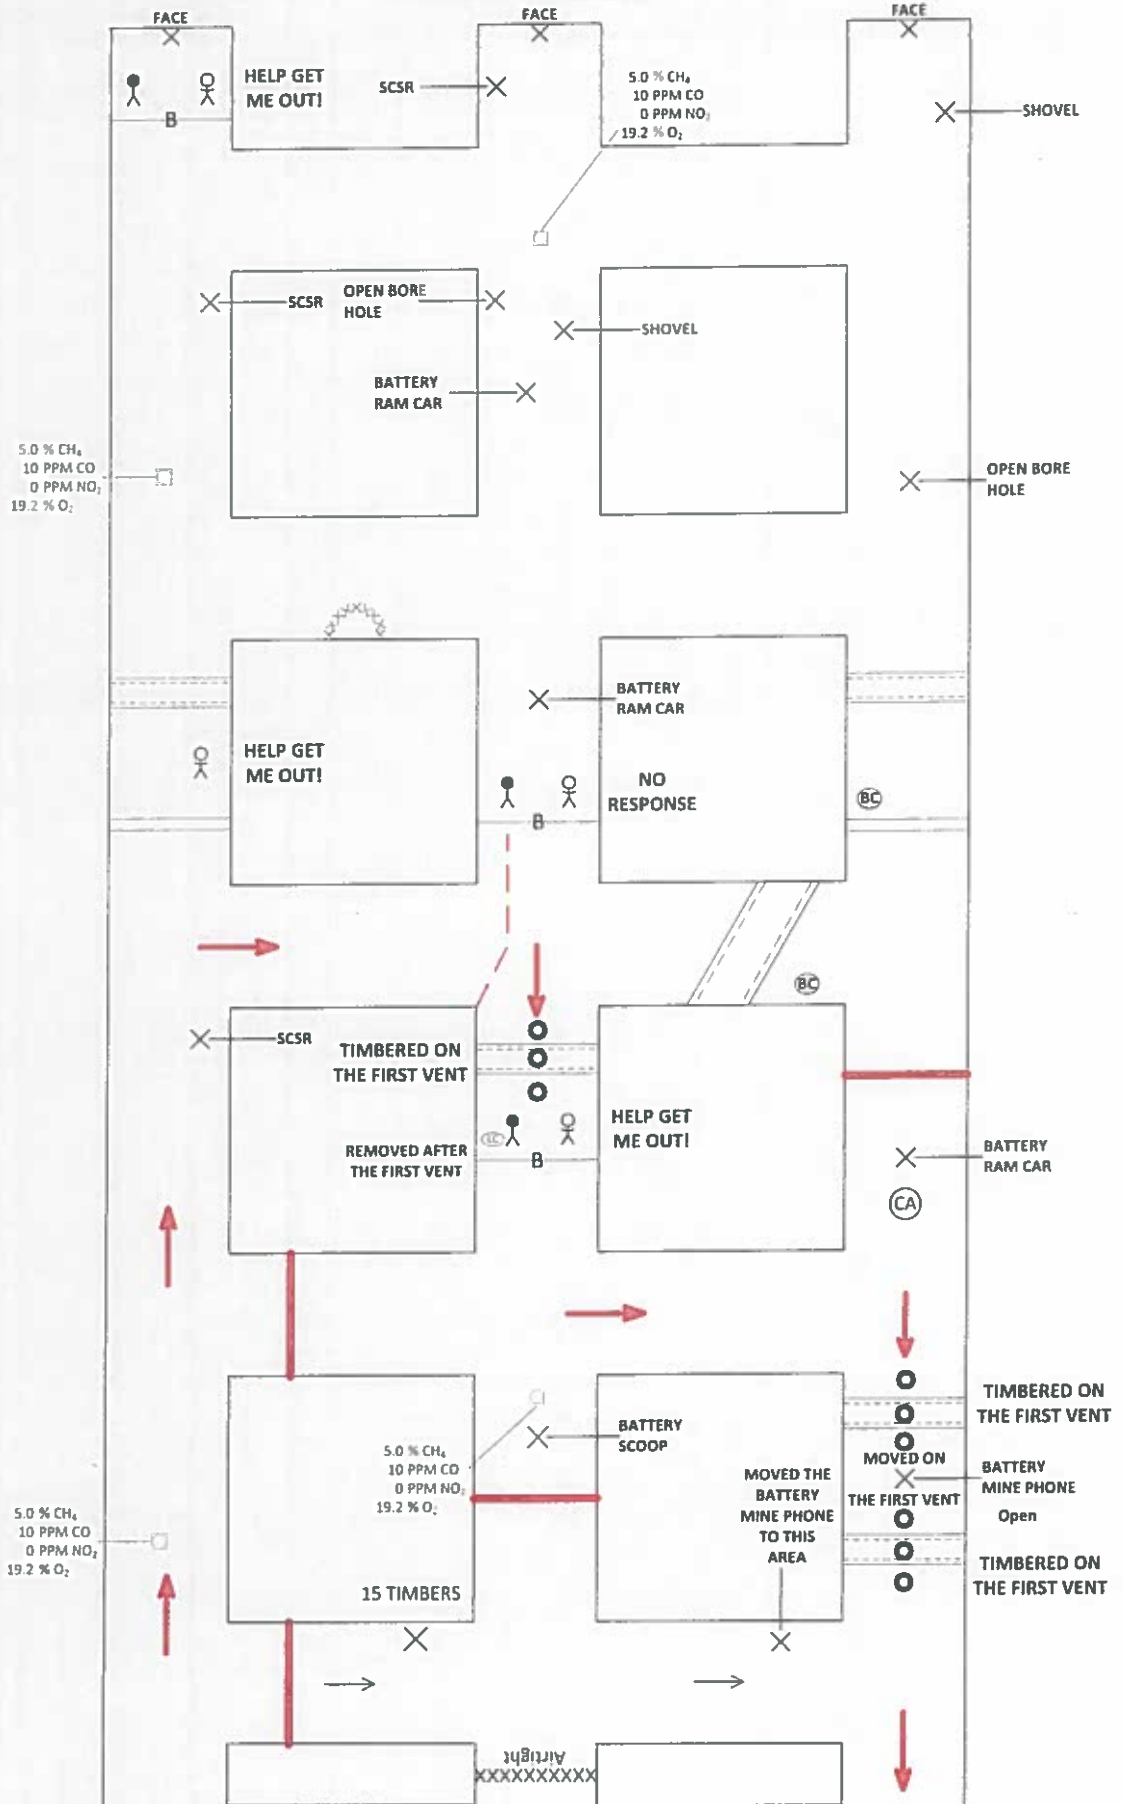 FACE
FACE
FACE
HELP GET
ME OUT!
B
SCSR
5.0 % CH₄
10 PPM CO
0 PPM NO₂
19.2 % O₂
SHOVEL
SCSR
OPEN BORE
HOLE
SHOVEL
BATTERY
RAM CAR
5.0 % CH₄
10 PPM CO
0 PPM NO₂
19.2 % O₂
OPEN BORE
HOLE
BATTERY
RAM CAR
HELP GET
ME OUT!
NO
RESPONSE
B
BC
BC
SCSR
TIMBERED ON
THE FIRST VENT
REMOVED AFTER
THE FIRST VENT
B
HELP GET
ME OUT!
BATTERY
RAM CAR
CA
TIMBERED ON
THE FIRST VENT
BATTERY
SCOOP
5.0 % CH₄
10 PPM CO
0 PPM NO₂
19.2 % O₂
MOVED ON
THE FIRST VENT
BATTERY
MINE PHONE
Open
MOVED THE
BATTERY
MINE PHONE
TO THIS
AREA
5.0 % CH₄
10 PPM CO
0 PPM NO₂
19.2 % O₂
TIMBERED ON
THE FIRST VENT
15 TIMBERS
Airtight
XXXXXXXXXX